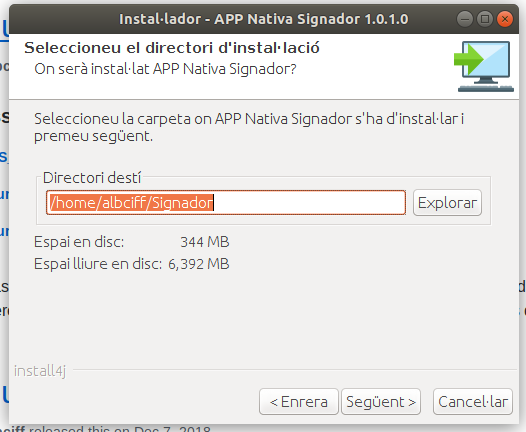 Instal·lador - APP Nativa Signador 1.0.1.0
Seleccioneu el directori d'instal·lació
On serà instal·lat APP Nativa Signador?
Seleccioneu la carpeta on APP Nativa Signador s'ha d'instal·lar i
premeu següent.
Directori destí
/home/albciff/Signador
Explorar
Espai en disc: 344 MB
Espai lliure en disc: 6,392 MB
install4j
< Enrera
Següent >
Cancel·lar
released this on Dec 7, 2018